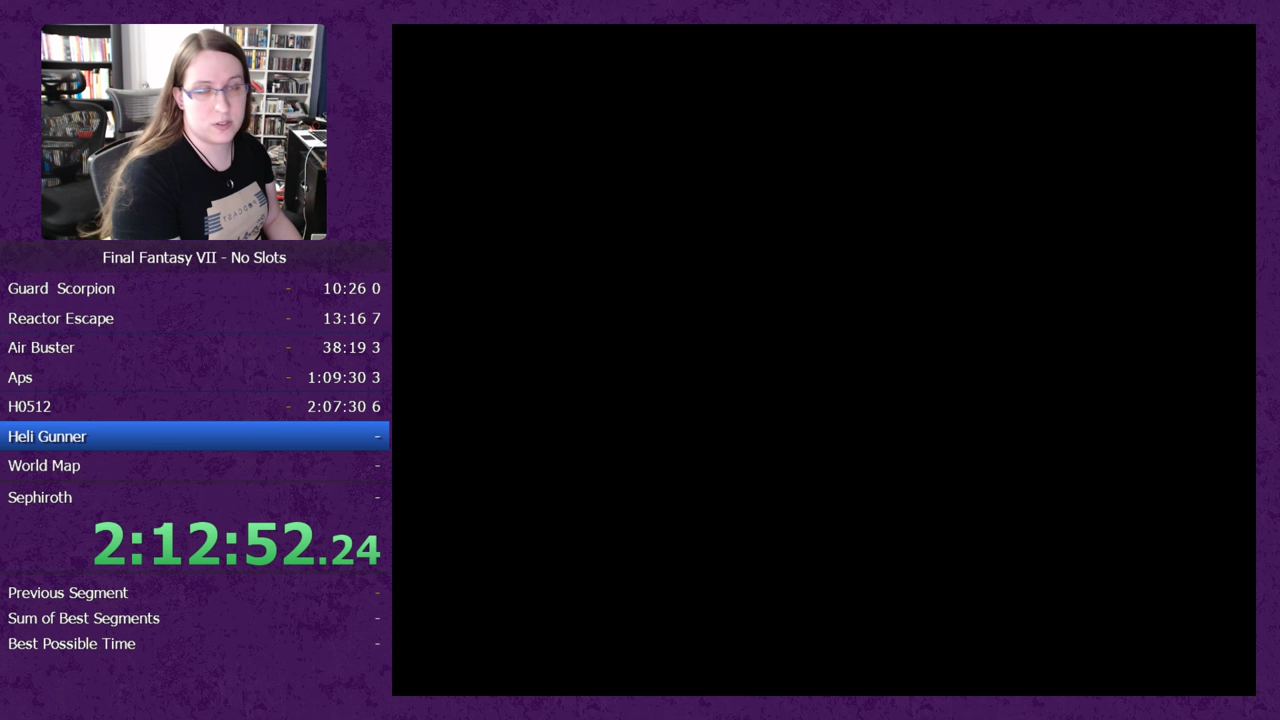 Final Fantasy VII - No Slots
Guard Scorpion - 10:26 0
Reactor Escape - 13:16 7
Air Buster - 38:19 3
Aps - 1:09:30 3
H0512 - 2:07:30 6
Heli Gunner -
World Map -
Sephiroth -
2:12:52.24
Previous Segment -
Sum of Best Segments -
Best Possible Time -